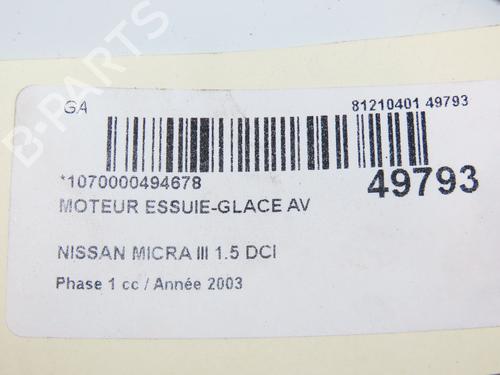 GA
81210401 49793
*1070000494678
49793
MOTEUR ESSUIE-GLACE AV
NISSAN MICRA III 1.5 DCI
Phase 1 cc / Année 2003
B-PARTS